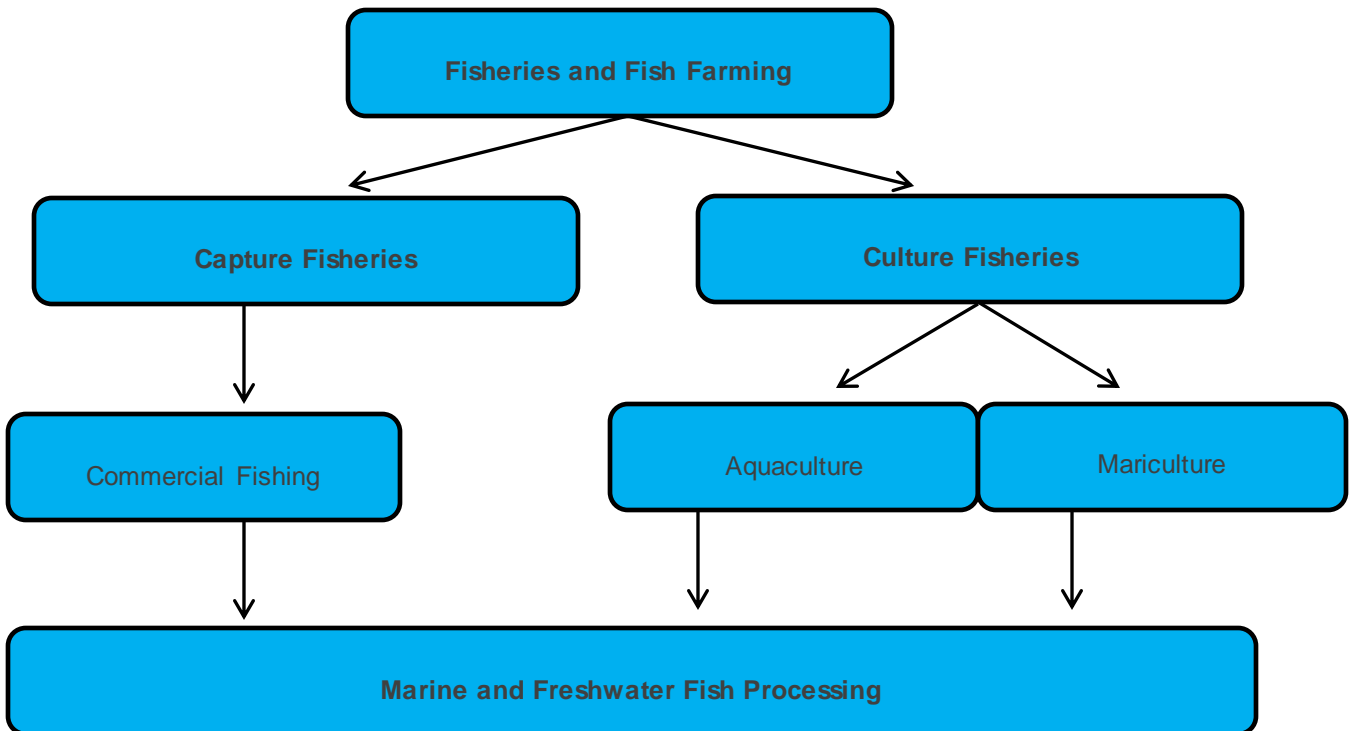 Fisheries and Fish Farming
Capture Fisheries
Culture Fisheries
Commercial Fishing
Aquaculture
Mariculture
Marine and Freshwater Fish Processing